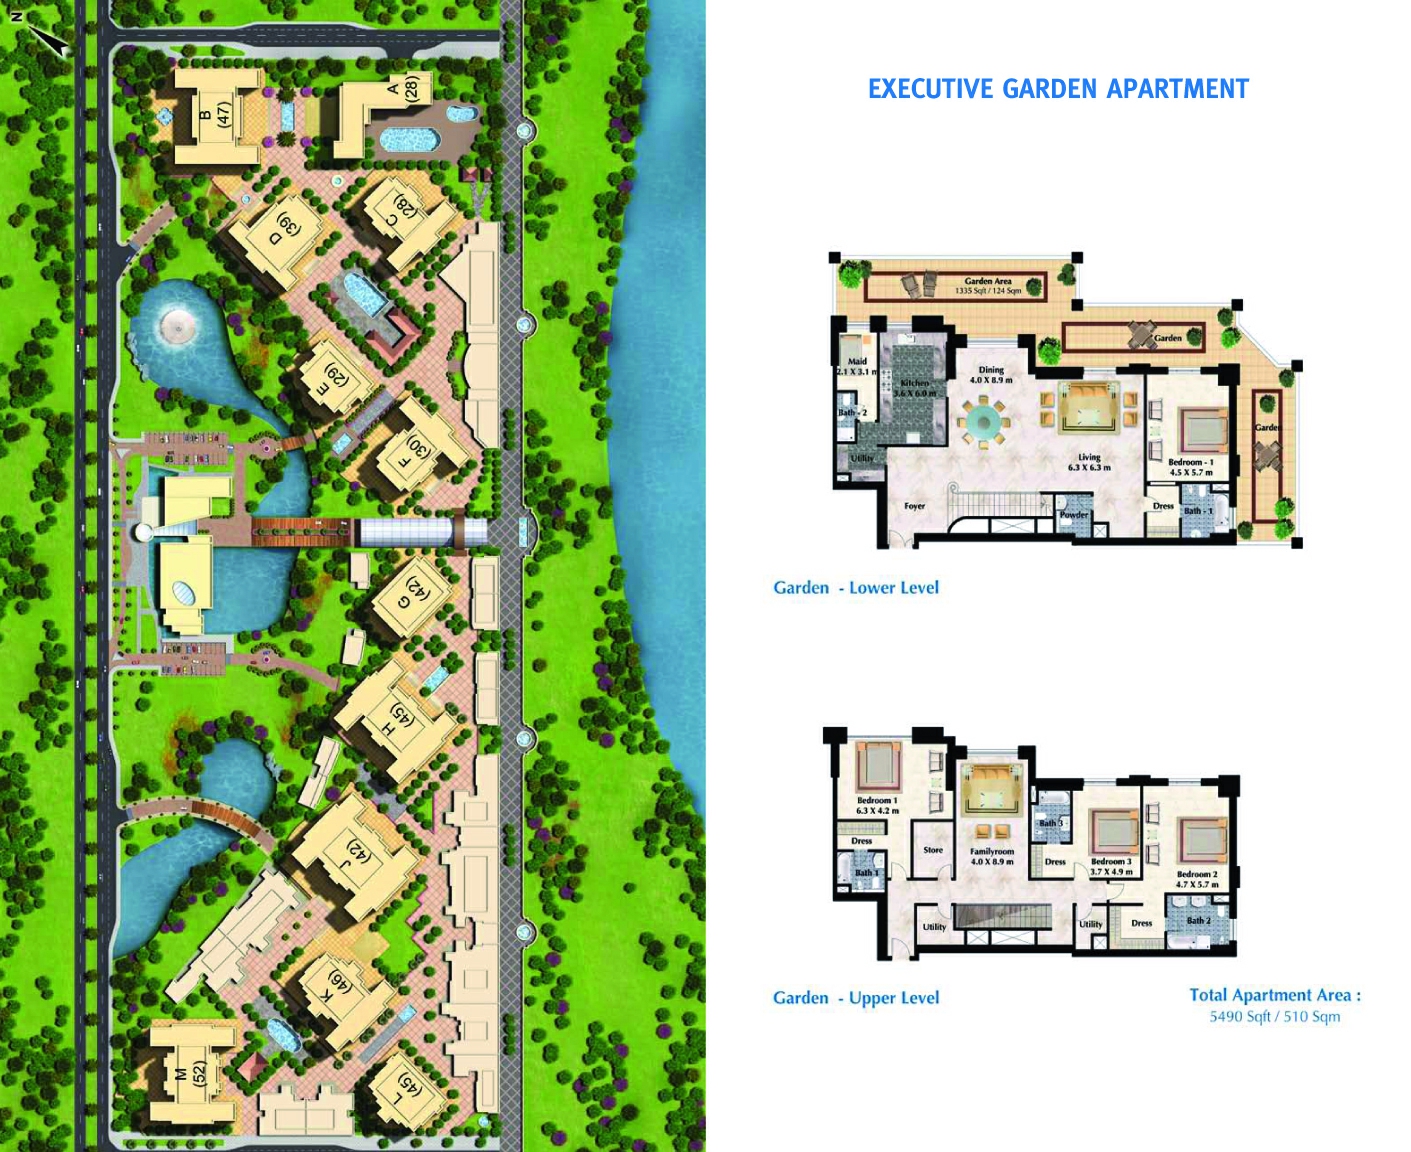 N
B
(47)
A
(28)
C
(28)
D
(39)
E
(29)
F
(30)
G
(42)
H
(45)
J
(42)
K
(46)
L
(45)
M
(52)
EXECUTIVE GARDEN APARTMENT
Garden Area
1335 Sqft / 124 Sqm
Garden
Maid
2.1 X 3.1 m
Kitchen
3.6 X 6.0 m
Dining
4.0 X 8.9 m
Bath - 2
Garden
Utility
Living
6.3 X 6.3 m
Bedroom - 1
4.5 X 5.7 m
Foyer
Powder
Dress
Bath - 1
Garden - Lower Level
Bedroom 1
6.3 X 4.2 m
Dress
Bath 1
Store
Familyroom
4.0 X 8.9 m
Bath 3
Dress
Bedroom 3
3.7 X 4.9 m
Bedroom 2
4.7 X 5.7 m
Utility
Utility
Dress
Bath 2
Garden - Upper Level
Total Apartment Area :
5490 Sqft / 510 Sqm